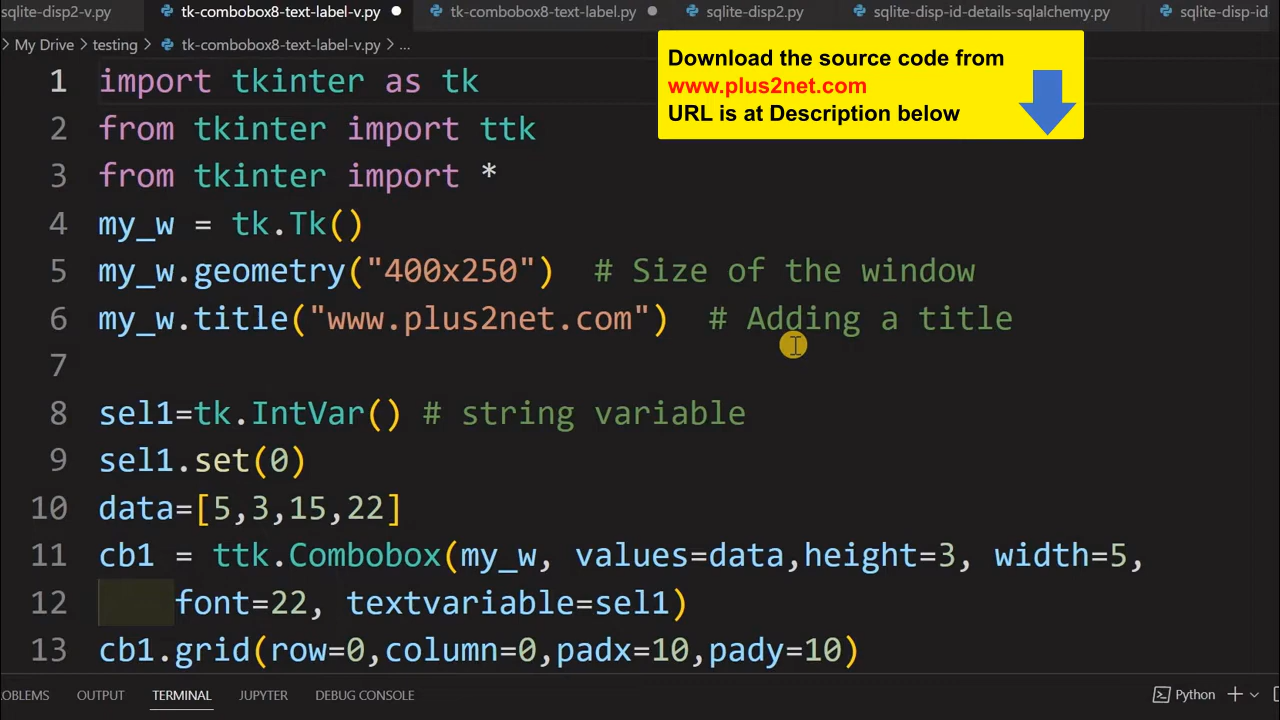 sqlite-disp2-v.py tk-combobox8-text-label-v.py tk-combobox8-text-label.py sqlite-disp2.py sqlite-disp-id-details-sqlalchemy.py sqlite-disp-id
> My Drive > testing > tk-combobox8-text-label-v.py > ...
Download the source code from
www.plus2net.com
URL is at Description below
1 import tkinter as tk
2 from tkinter import ttk
3 from tkinter import *
4 my_w = tk.Tk()
5 my_w.geometry("400x250")  # Size of the window
6 my_w.title("www.plus2net.com")  # Adding a title
7
8 sel1=tk.IntVar() # string variable
9 sel1.set(0)
10 data=[5,3,15,22]
11 cb1 = ttk.Combobox(my_w, values=data,height=3, width=5,
12     font=22, textvariable=sel1)
13 cb1.grid(row=0,column=0,padx=10,pady=10)
OBLEMS OUTPUT TERMINAL JUPYTER DEBUG CONSOLE Python